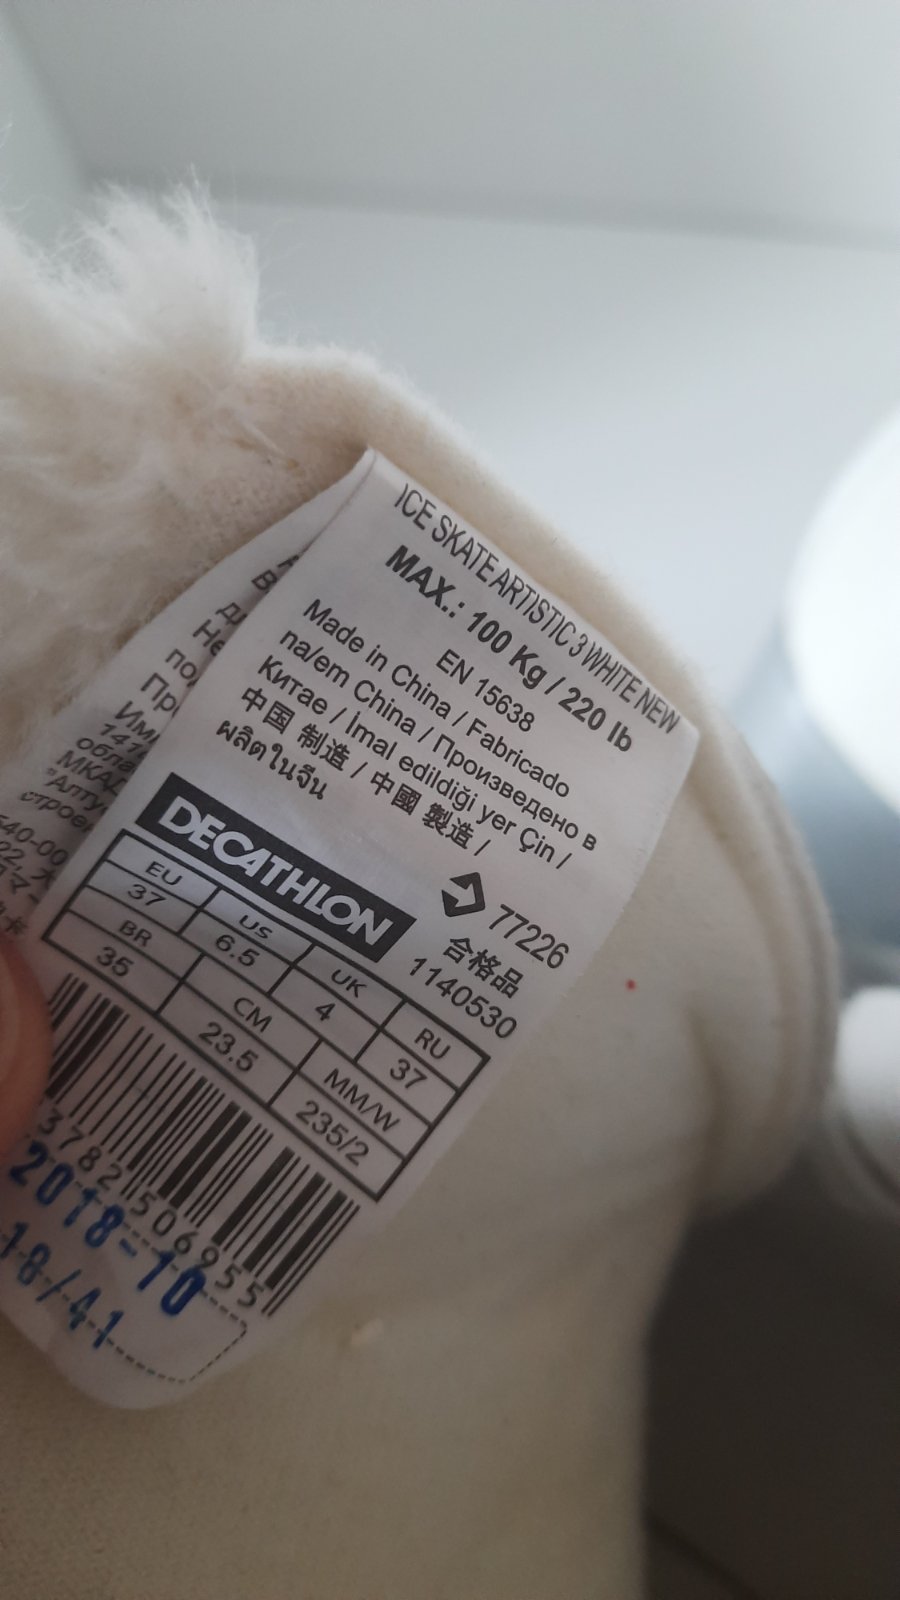 ICE SKATE ARTISTIC 3 WHITE NEW
MAX.: 100 Kg / 220 lb
EN 15638
Made in China / Fabricado
na/em China / Произведено в
Китае / İmal edildiği yer Çin /
中国 制造 / 中國 製造 /
ผลิตในจีน
DECATHLON
77226
合格品
1140530
EU US UK RU
37 6.5 4 37
BR CM MM/W
35 23.5 235/2
3782506955
2018-10
18/41